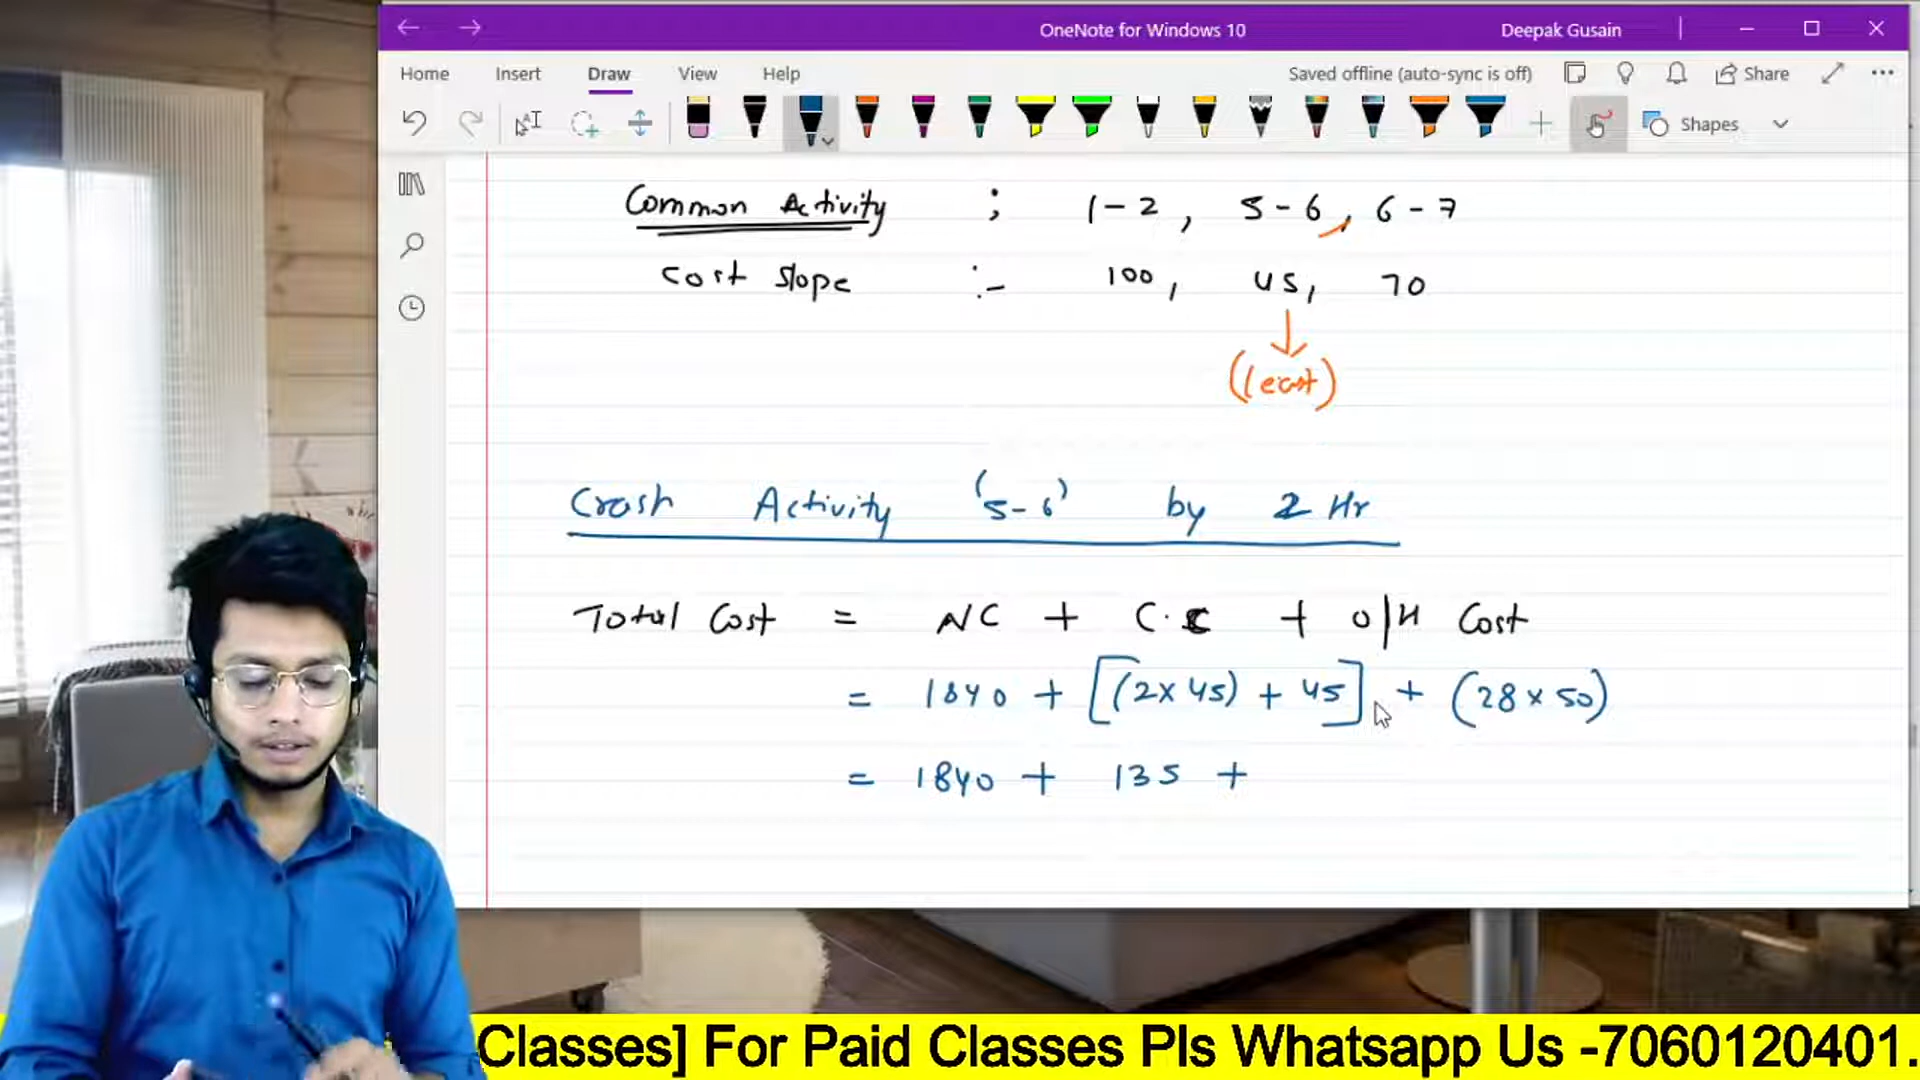 OneNote for Windows 10
Deepak Gusain
Home Insert Draw View Help
Saved offline (auto-sync is off) Share
Shapes
Common Activity : 1-2, 5-6, 6-7
Cost Slope :- 100, 45, 70
(least)
Crash Activity '5-6' by 2 Hr
Total Cost = NC + C.C + O/H Cost
= 1840 + [(2×45) + 45] + (28×50)
= 1840 + 135 +
Classes] For Paid Classes Pls Whatsapp Us -7060120401.